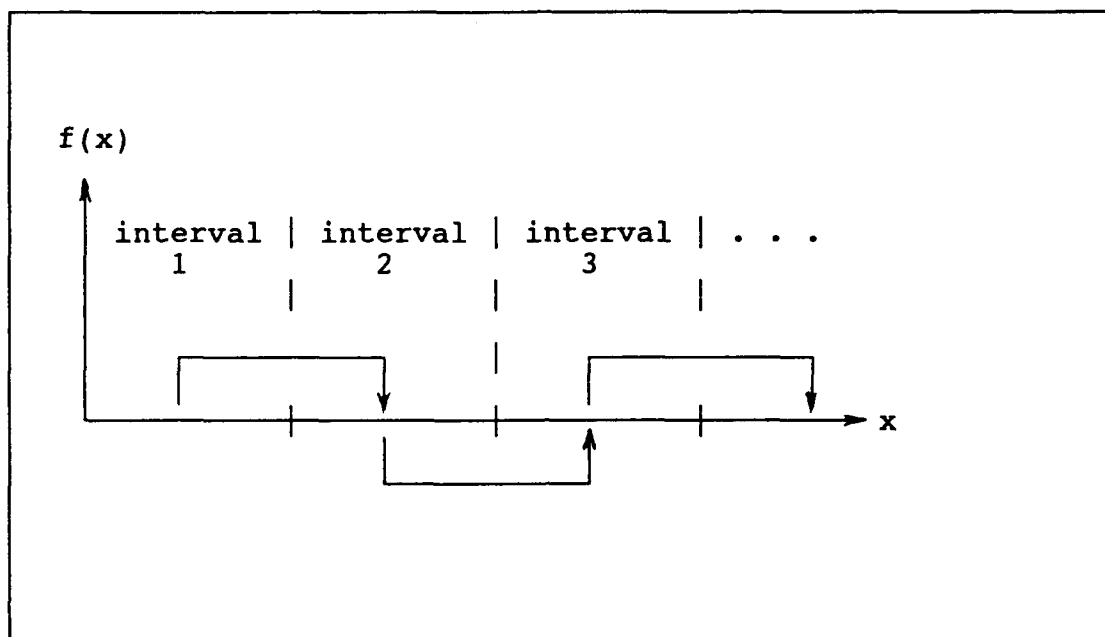 f(x)
interval | interval | interval | . . .
1 2 3
x